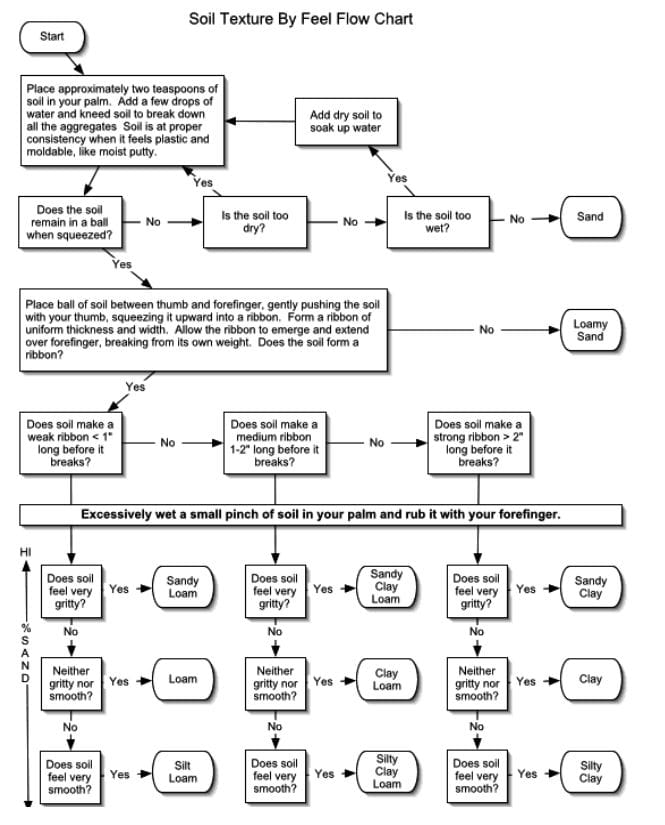 Soil Texture By Feel Flow Chart
Start
Place approximately two teaspoons of
soil in your palm. Add a few drops of
water and kneed soil to break down
all the aggregates Soil is at proper
consistency when it feels plastic and
moldable, like moist putty.
Add dry soil to
soak up water
Yes
Yes
Does the soil
remain in a ball
when squeezed?
No
Is the soil too
dry?
No
Is the soil too
wet?
No
Sand
Yes
Place ball of soil between thumb and forefinger, gently pushing the soil
with your thumb, squeezing it upward into a ribbon. Form a ribbon of
uniform thickness and width. Allow the ribbon to emerge and extend
over forefinger, breaking from its own weight. Does the soil form a
ribbon?
No
Loamy
Sand
Yes
Does soil make a
weak ribbon < 1"
long before it
breaks?
No
Does soil make a
medium ribbon
1-2" long before it
breaks?
No
Does soil make a
strong ribbon > 2"
long before it
breaks?
Excessively wet a small pinch of soil in your palm and rub it with your forefinger.
HI
%
S
A
N
D
Does soil
feel very
gritty?
Yes
Sandy
Loam
Does soil
feel very
gritty?
Yes
Sandy
Clay
Loam
Does soil
feel very
gritty?
Yes
Sandy
Clay
No
No
No
Neither
gritty nor
smooth?
Yes
Loam
Neither
gritty nor
smooth?
Yes
Clay
Loam
Neither
gritty nor
smooth?
Yes
Clay
No
No
No
Does soil
feel very
smooth?
Yes
Silt
Loam
Does soil
feel very
smooth?
Yes
Silty
Clay
Loam
Does soil
feel very
smooth?
Yes
Silty
Clay